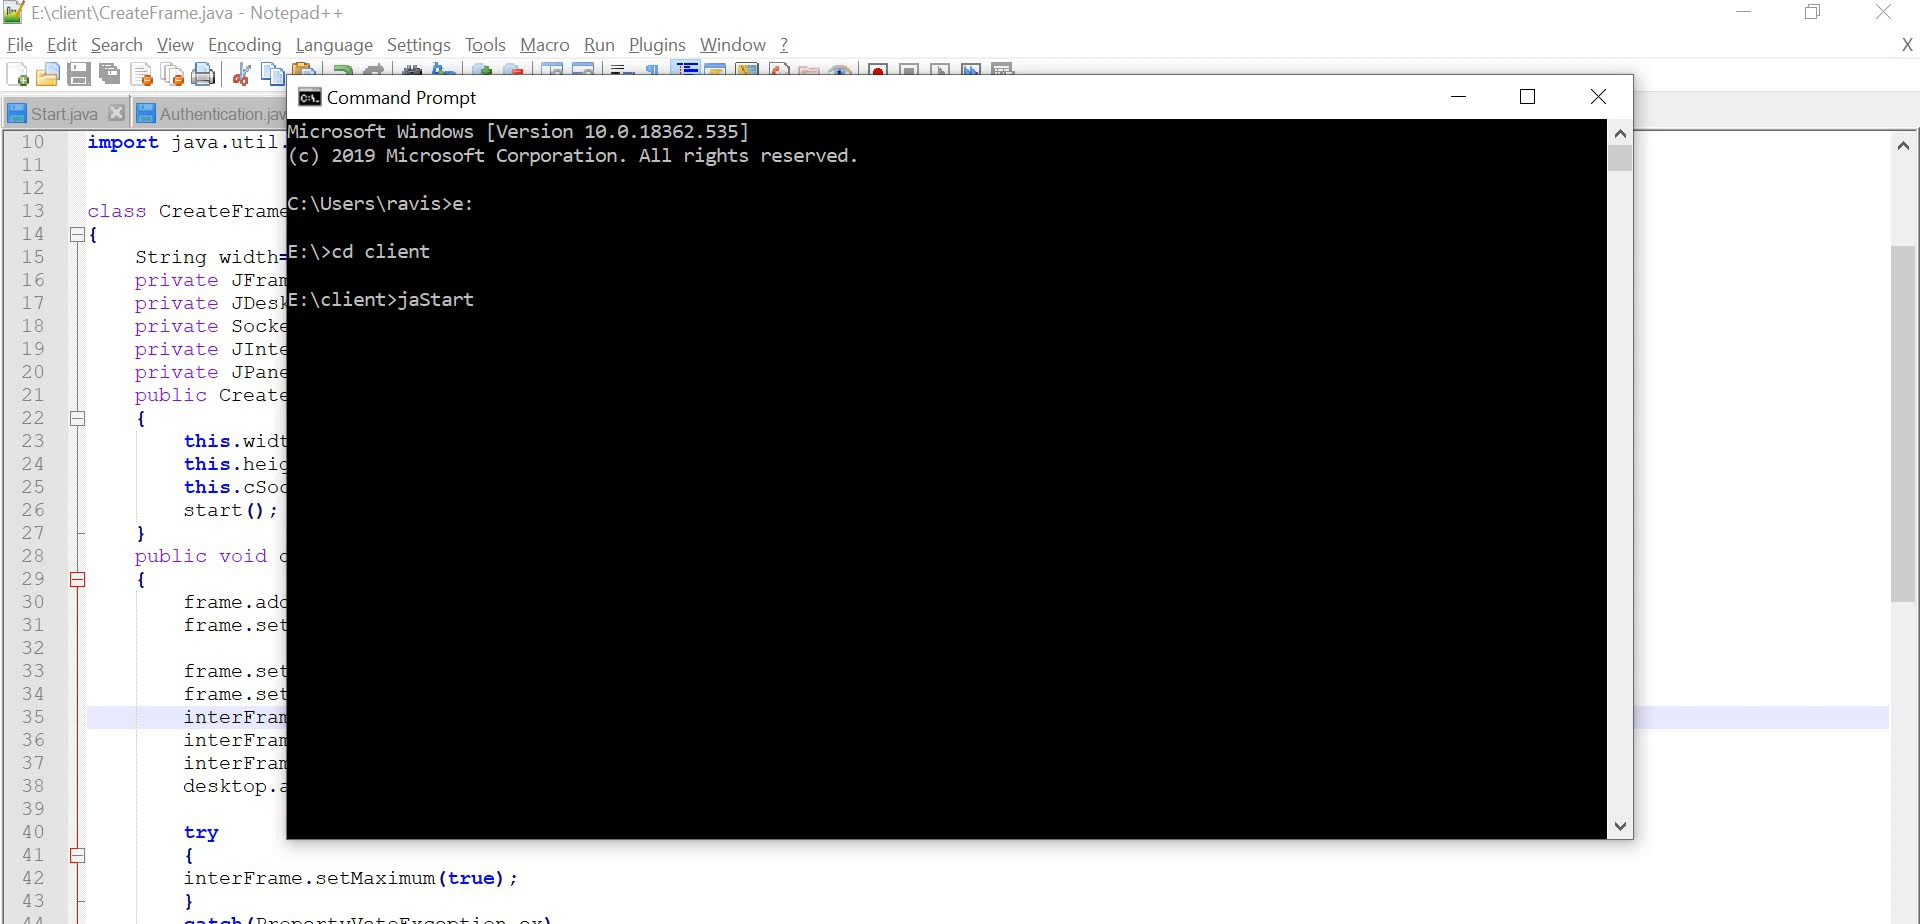 E:\client\CreateFrame.java - Notepad++
File Edit Search View Encoding Language Settings Tools Macro Run Plugins Window ?
X
Start.java Authentication.jav
Command Prompt
Microsoft Windows [Version 10.0.18362.535]
(c) 2019 Microsoft Corporation. All rights reserved.
C:\Users\ravis>e:
E:\>cd client
E:\client>jaStart
10 import java.util.
11
12
13 class CreateFrame
14 {
15 String width=
16 private JFram
17 private JDesk
18 private Socke
19 private JInte
20 private JPane
21 public Create
22 {
23 this.widt
24 this.heig
25 this.cSoc
26 start();
27 }
28 public void c
29 {
30 frame.add
31 frame.set
32
33 frame.set
34 frame.set
35 interFram
36 interFram
37 interFram
38 desktop.a
39
40 try
41 {
42 interFrame.setMaximum(true);
43 }
44 catch(PropertyVetoException ex)